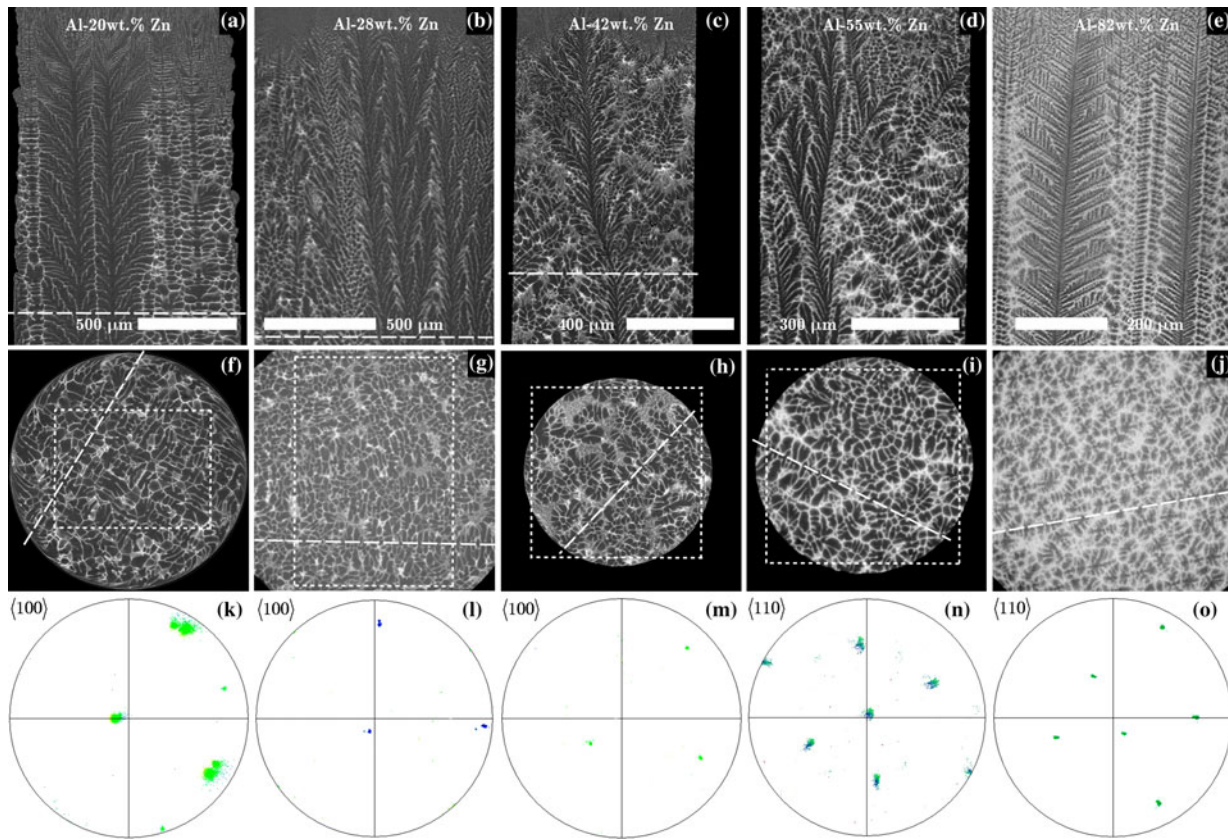 Al-20wt.% Zn (a)
Al-28wt.% Zn (b)
Al-42wt.% Zn (c)
Al-55wt.% Zn (d)
Al-82wt.% Zn (e)
500 μm
500 μm
400 μm
300 μm
200 μm
(f)
(g)
(h)
(i)
(j)
⟨100⟩ (k)
⟨100⟩ (l)
⟨100⟩ (m)
⟨110⟩ (n)
⟨110⟩ (o)